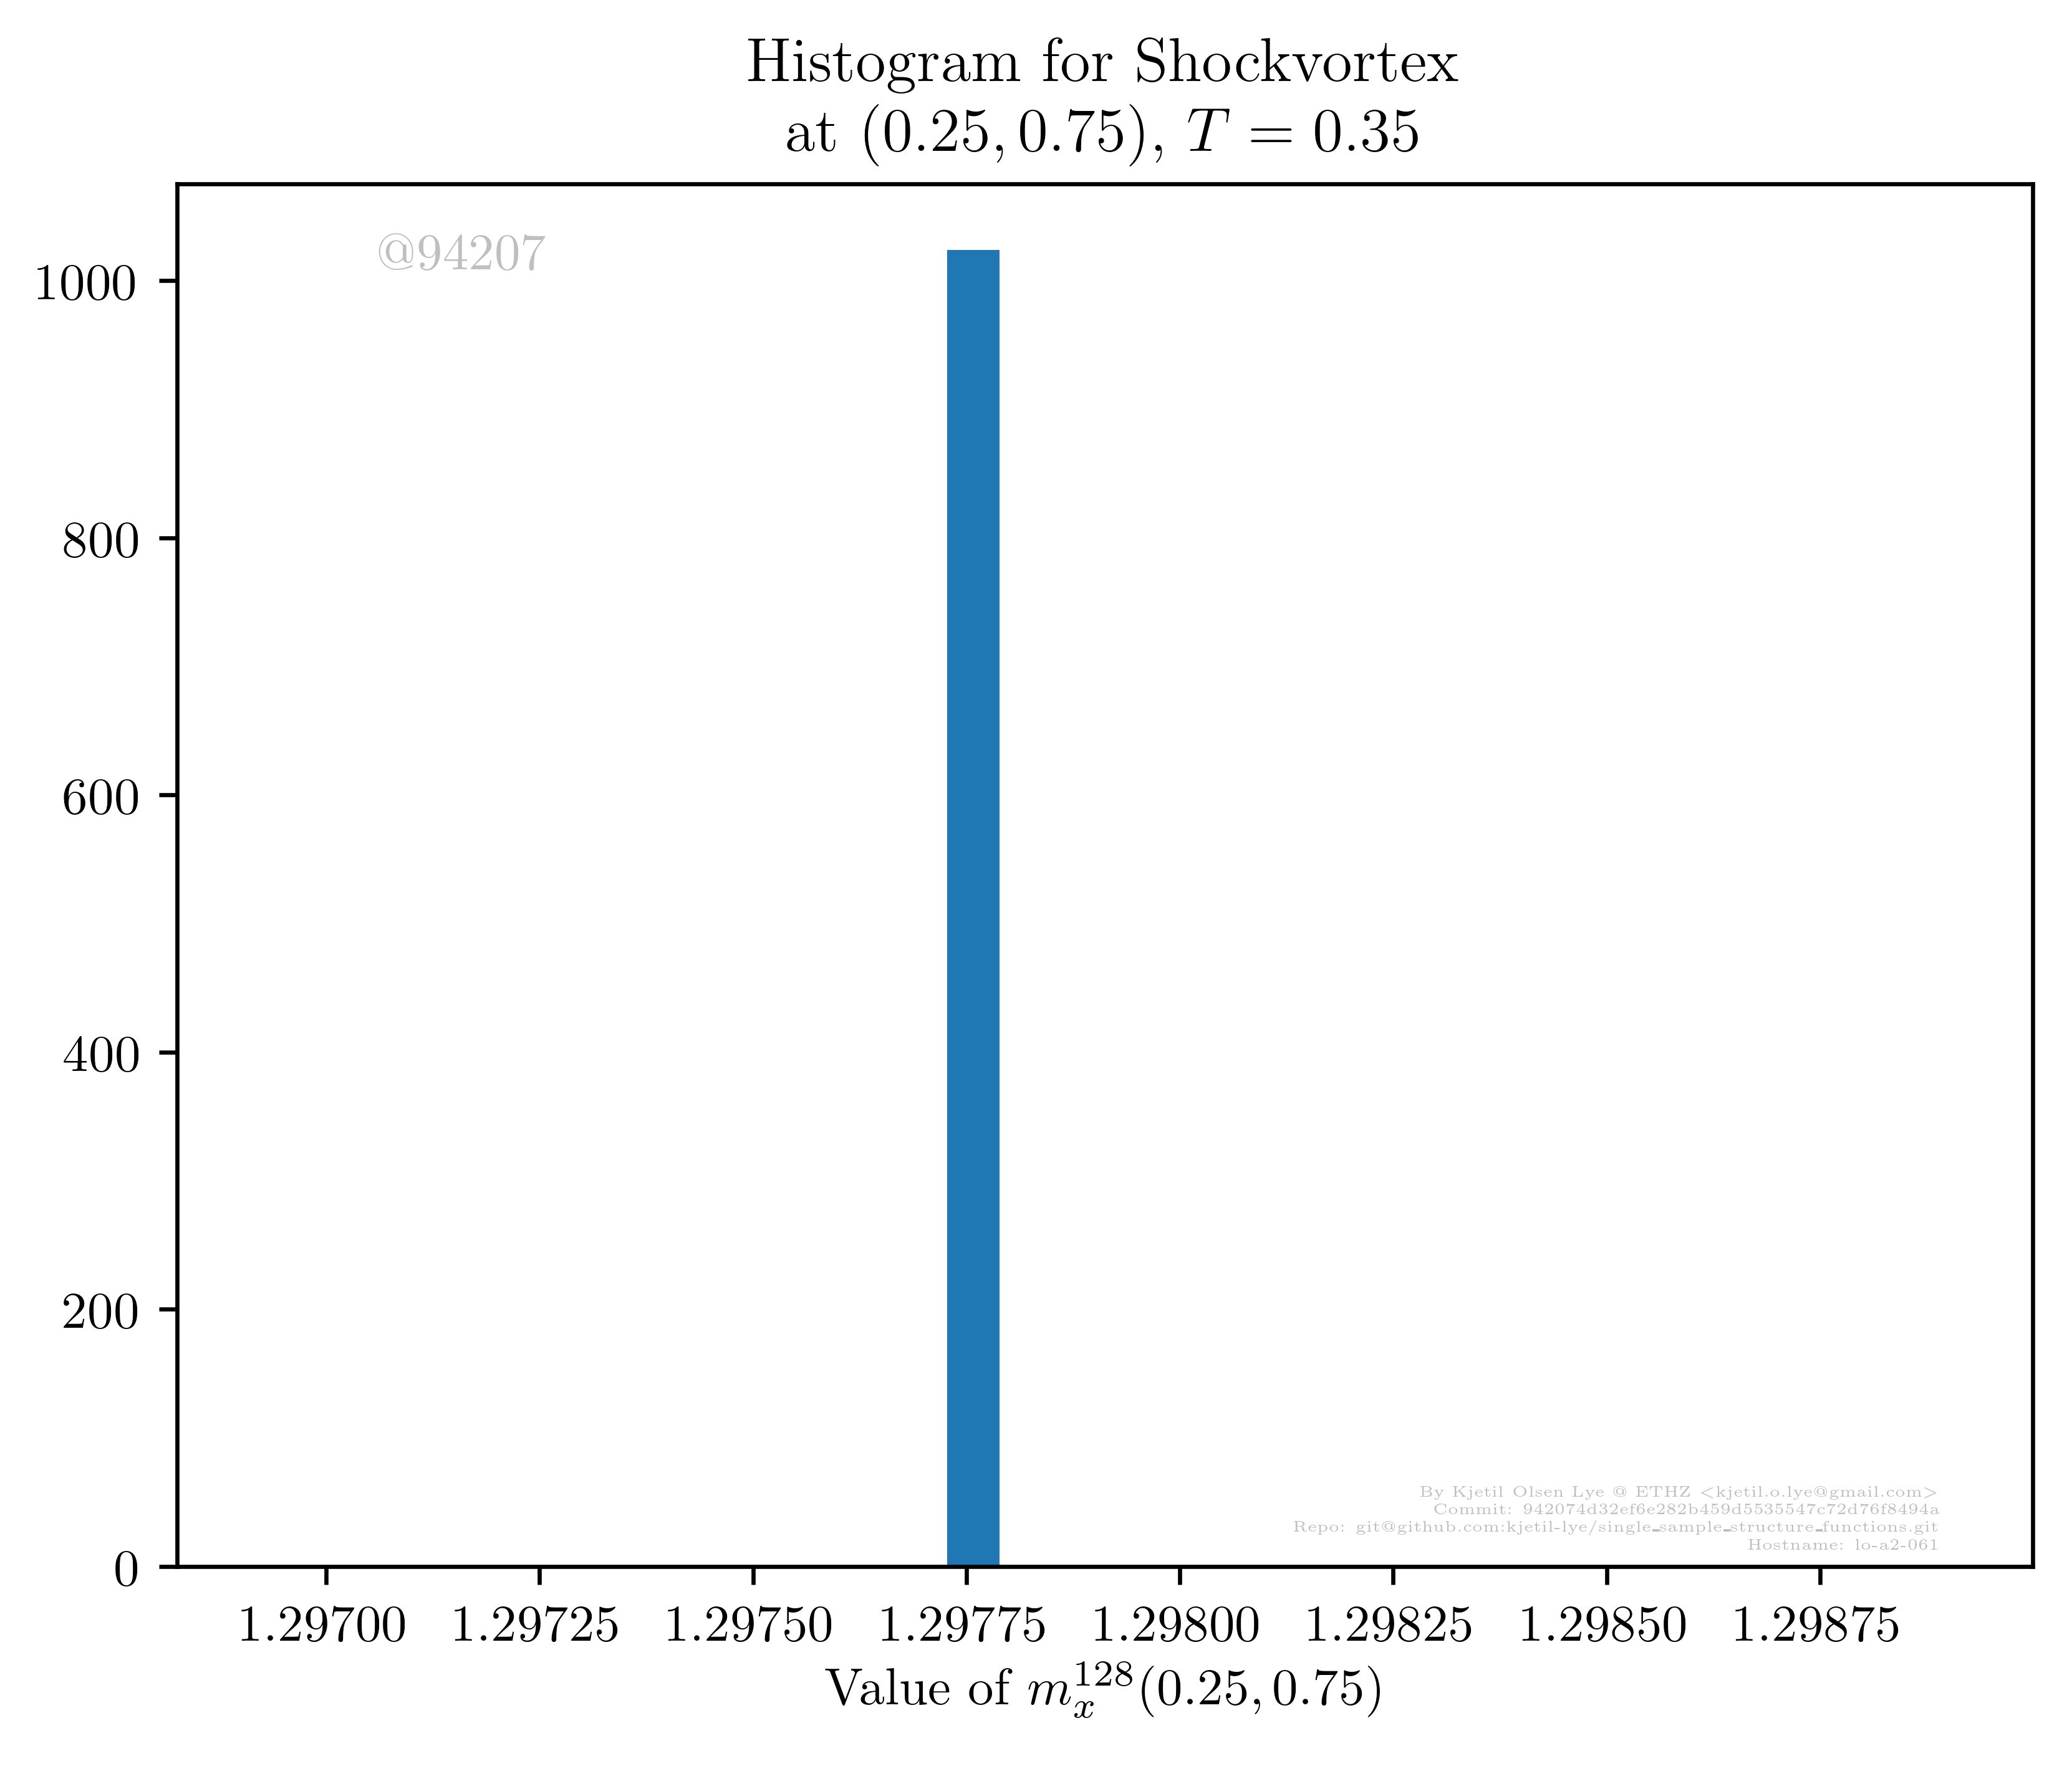 Histogram for Shockvortex
at (0.25, 0.75), T = 0.35
@94207
1000
800
600
400
200
0
By Kjetil Olsen Lye @ ETHZ <kjetil.o.lye@gmail.com>
Commit: 942074d32ef6e282b459d5535547c72d76f8494a
Repo: git@github.com:kjetil-lye/single_sample_structure_functions.git
Hostname: lo-a2-061
1.29700 1.29725 1.29750 1.29775 1.29800 1.29825 1.29850 1.29875
Value of m_x^{128}(0.25, 0.75)